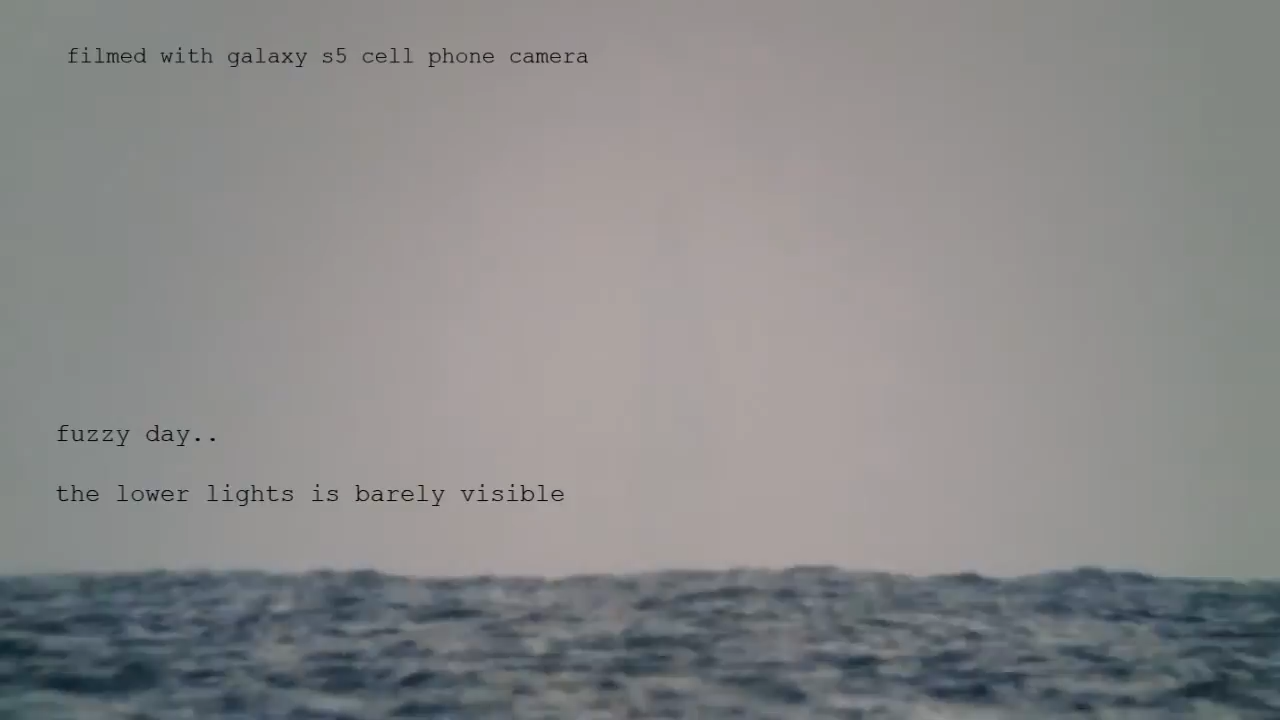 filmed with galaxy s5 cell phone camera
fuzzy day..
the lower lights is barely visible